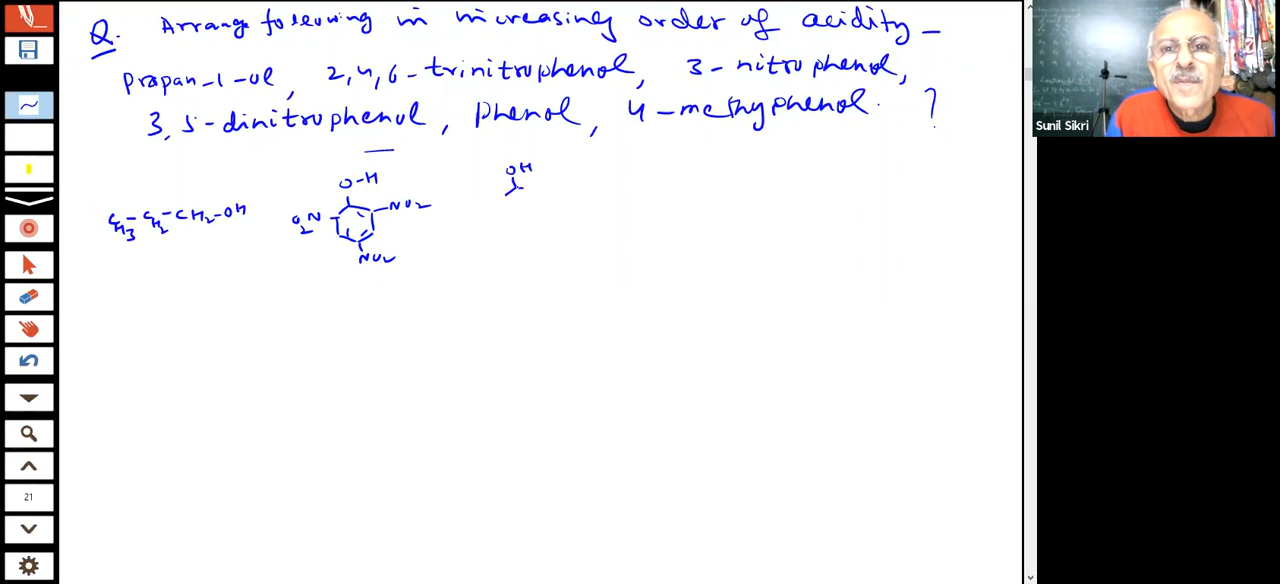 Q. Arrange following in increasing order of acidity –
propan-1-ol, 2,4,6-trinitrophenol, 3-nitrophenol,
3,5-dinitrophenol, phenol, 4-methyphenol. ?
CH3-CH2-CH2-OH
O-H
O2N
NO2
NO2
OH
Sunil Sikri
21